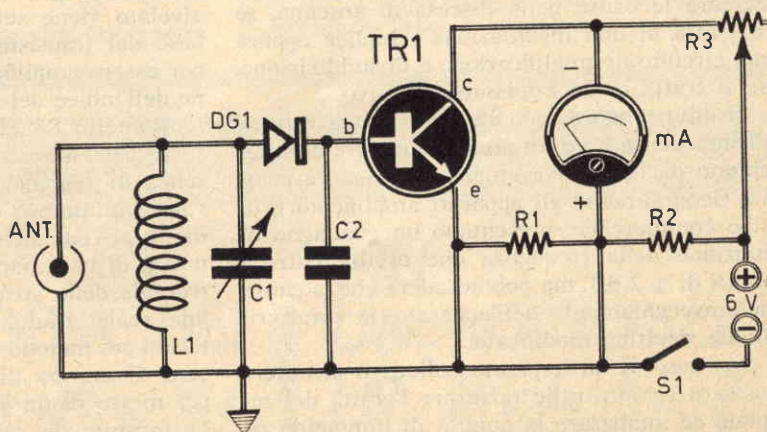 TR1
R3
c
DG1
b
mA
e
+
-
ANT.
R1
R2
C2
C1
+
6 V
-
L1
S1